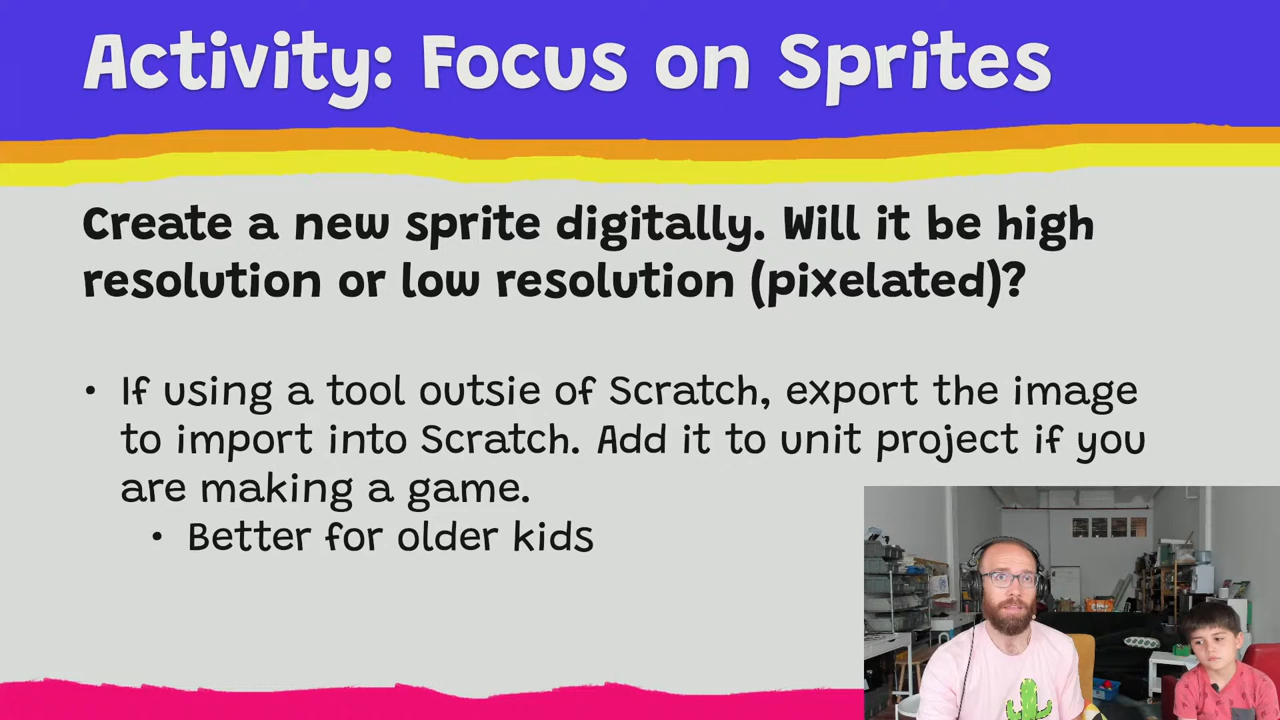 Activity: Focus on Sprites
Create a new sprite digitally. Will it be high
resolution or low resolution (pixelated)?
• If using a tool outsie of Scratch, export the image
to import into Scratch. Add it to unit project if you
are making a game.
• Better for older kids